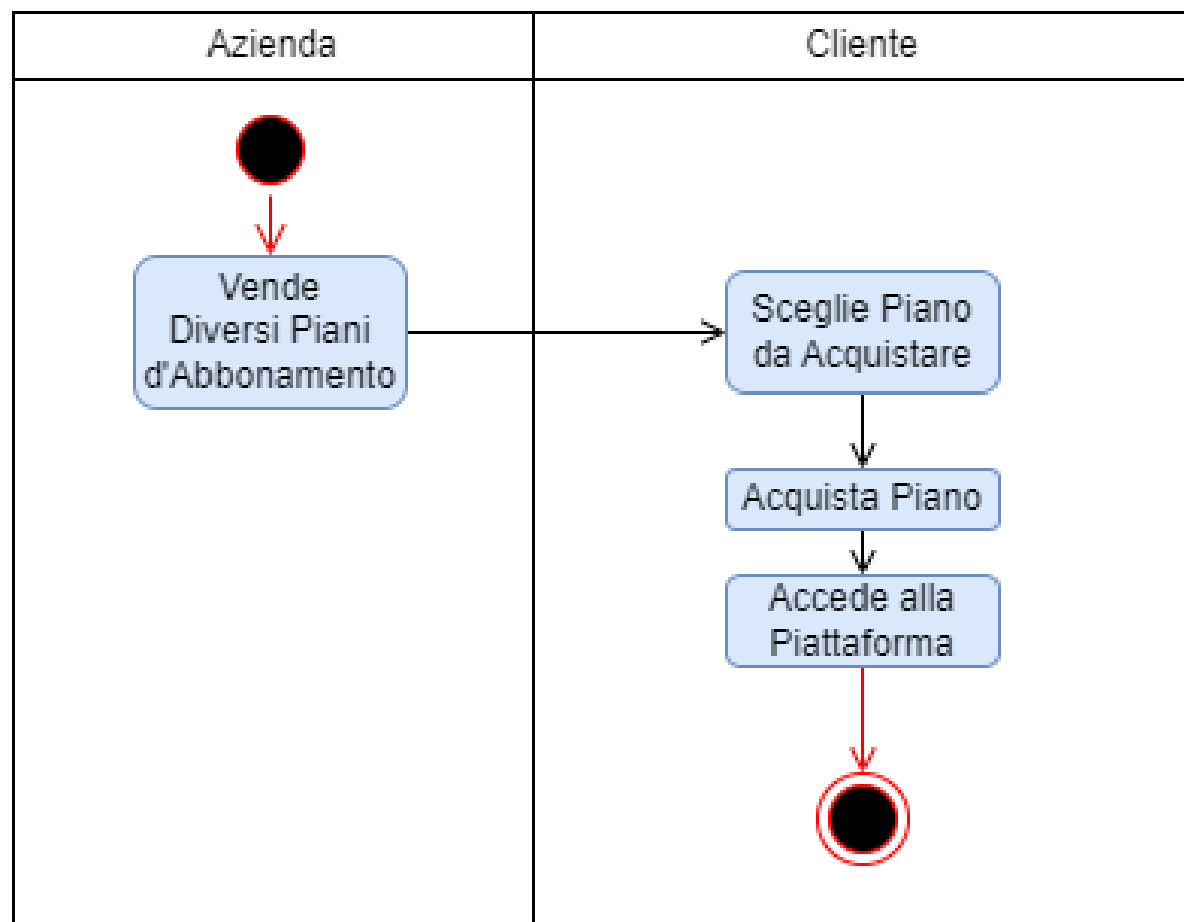 Azienda
Cliente
Vende
Diversi Piani
d'Abbonamento
Sceglie Piano
da Acquistare
Acquista Piano
Accede alla
Piattaforma